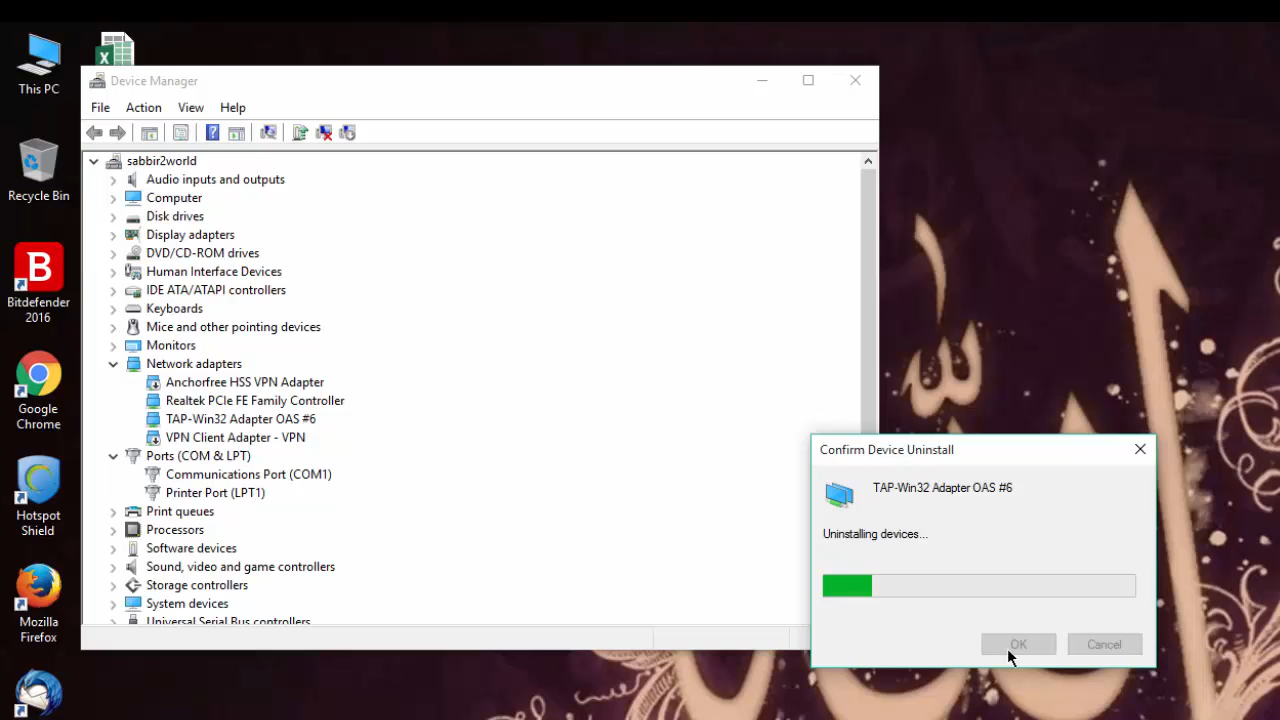 This PC
Recycle Bin
B
Bitdefender
2016
Google
Chrome
Hotspot
Shield
Mozilla
Firefox
X
Device Manager
File Action View Help
sabbir2world
Audio inputs and outputs
Computer
Disk drives
Display adapters
DVD/CD-ROM drives
Human Interface Devices
IDE ATA/ATAPI controllers
Keyboards
Mice and other pointing devices
Monitors
Network adapters
Anchorfree HSS VPN Adapter
Realtek PCIe FE Family Controller
TAP-Win32 Adapter OAS #6
VPN Client Adapter - VPN
Ports (COM & LPT)
Communications Port (COM1)
Printer Port (LPT1)
Print queues
Processors
Software devices
Sound, video and game controllers
Storage controllers
System devices
Universal Serial Bus controllers
Confirm Device Uninstall
TAP-Win32 Adapter OAS #6
Uninstalling devices...
OK Cancel